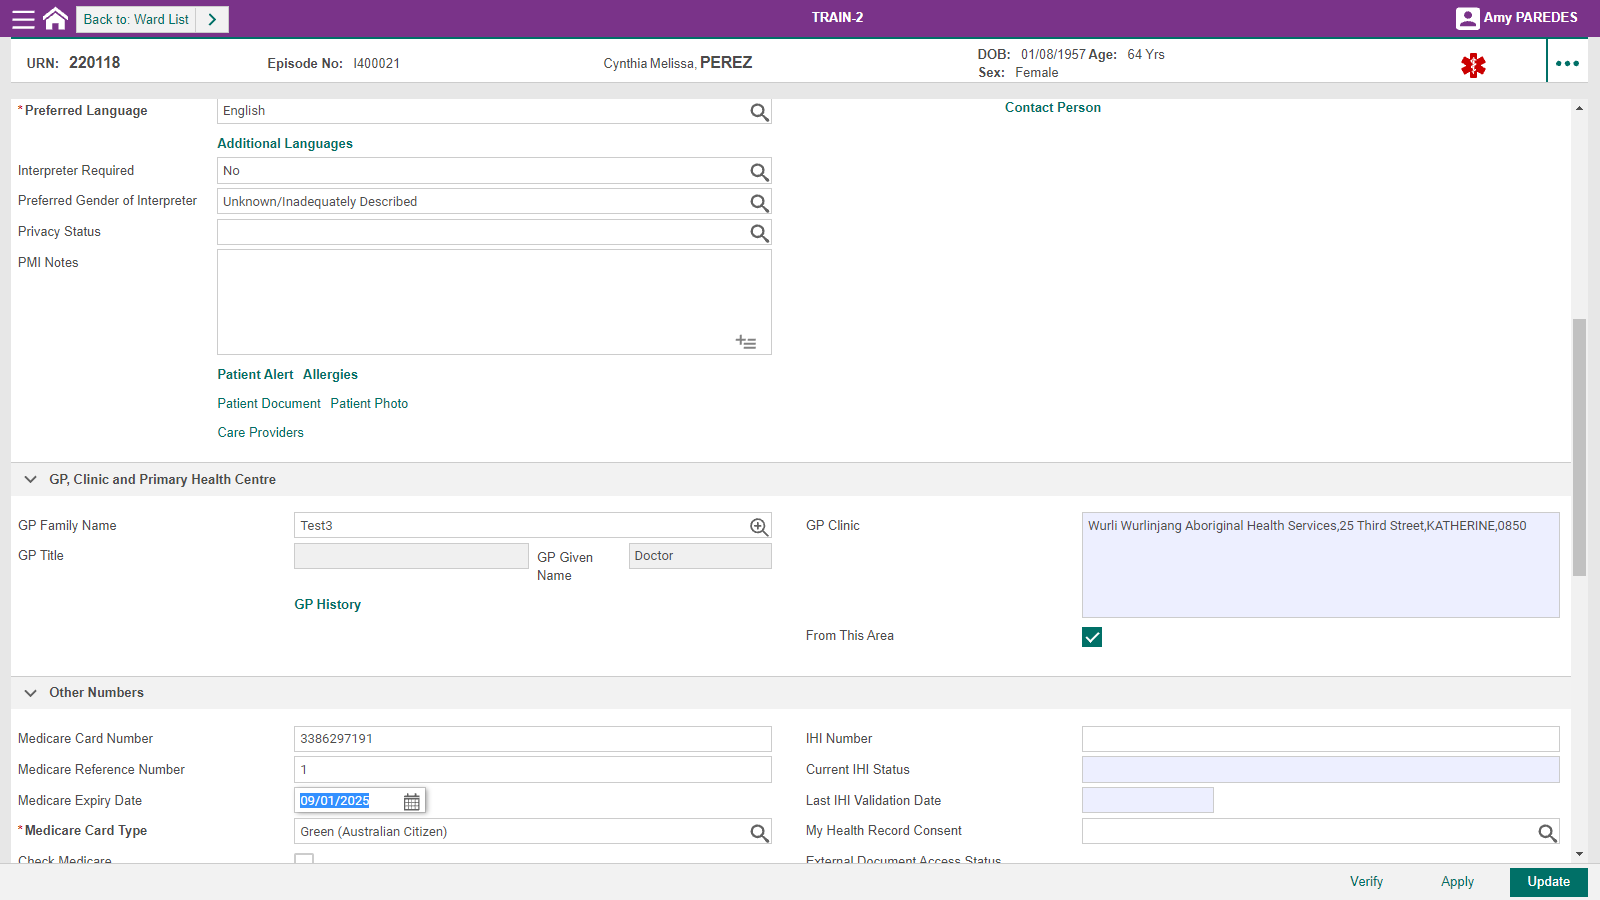 Back to: Ward List
TRAIN-2
Amy PAREDES
URN: 220118
Episode No: I400021
Cynthia Melissa, PEREZ
DOB: 01/08/1957 Age: 64 Yrs
Sex: Female
*Preferred Language English
Contact Person
Additional Languages
Interpreter Required No
Preferred Gender of Interpreter Unknown/Inadequately Described
Privacy Status
PMI Notes
Patient Alert Allergies
Patient Document Patient Photo
Care Providers
GP, Clinic and Primary Health Centre
GP Family Name Test3
GP Clinic Wurli Wurlinjang Aboriginal Health Services,25 Third Street,KATHERINE,0850
GP Title
GP Given
Name
Doctor
GP History
From This Area
Other Numbers
Medicare Card Number 3386297191
IHI Number
Medicare Reference Number 1
Current IHI Status
Medicare Expiry Date 09/01/2025
Last IHI Validation Date
*Medicare Card Type Green (Australian Citizen)
My Health Record Consent
Check Medicare
External Document Access Status
Verify
Apply
Update